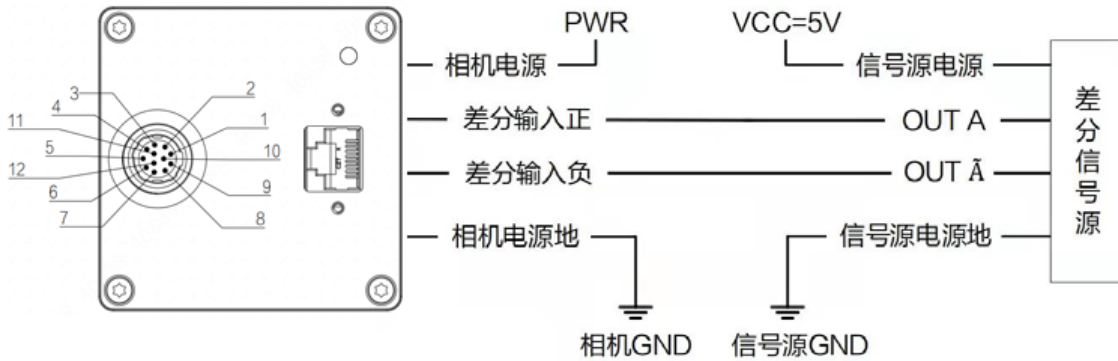 PWR
VCC=5V
相机电源
信号源电源
差分输入正
OUT A
差分输入负
OUT Ã
相机电源地
信号源电源地
差分信号源
相机GND
信号源GND
3
2
4
11
1
5
10
12
6
9
7
8